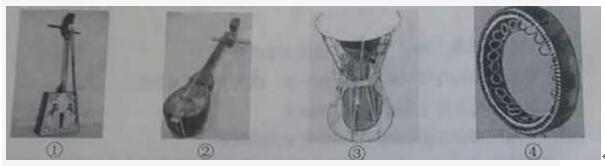 ① ② ③ ④